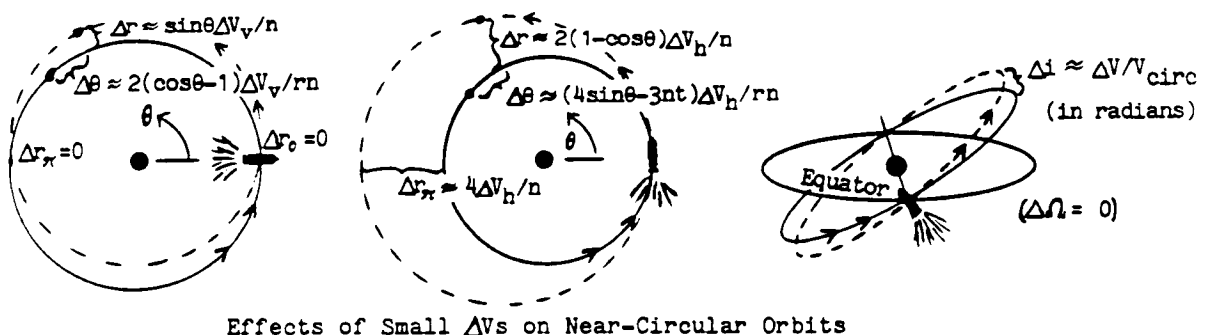 Δr ≈ sinθΔVv/n
Δθ ≈ 2(cosθ-1)ΔVv/rn
θ
Δrπ=0
Δr₀=0
Δr ≈ 2(1-cosθ)ΔVh/n
Δθ ≈ (4sinθ-3nt)ΔVh/rn
θ
Δrπ ≈ 4ΔVh/n
Δi ≈ ΔV/Vcirc
(in radians)
Equator
(ΔΩ = 0)
Effects of Small ΔVs on Near-Circular Orbits